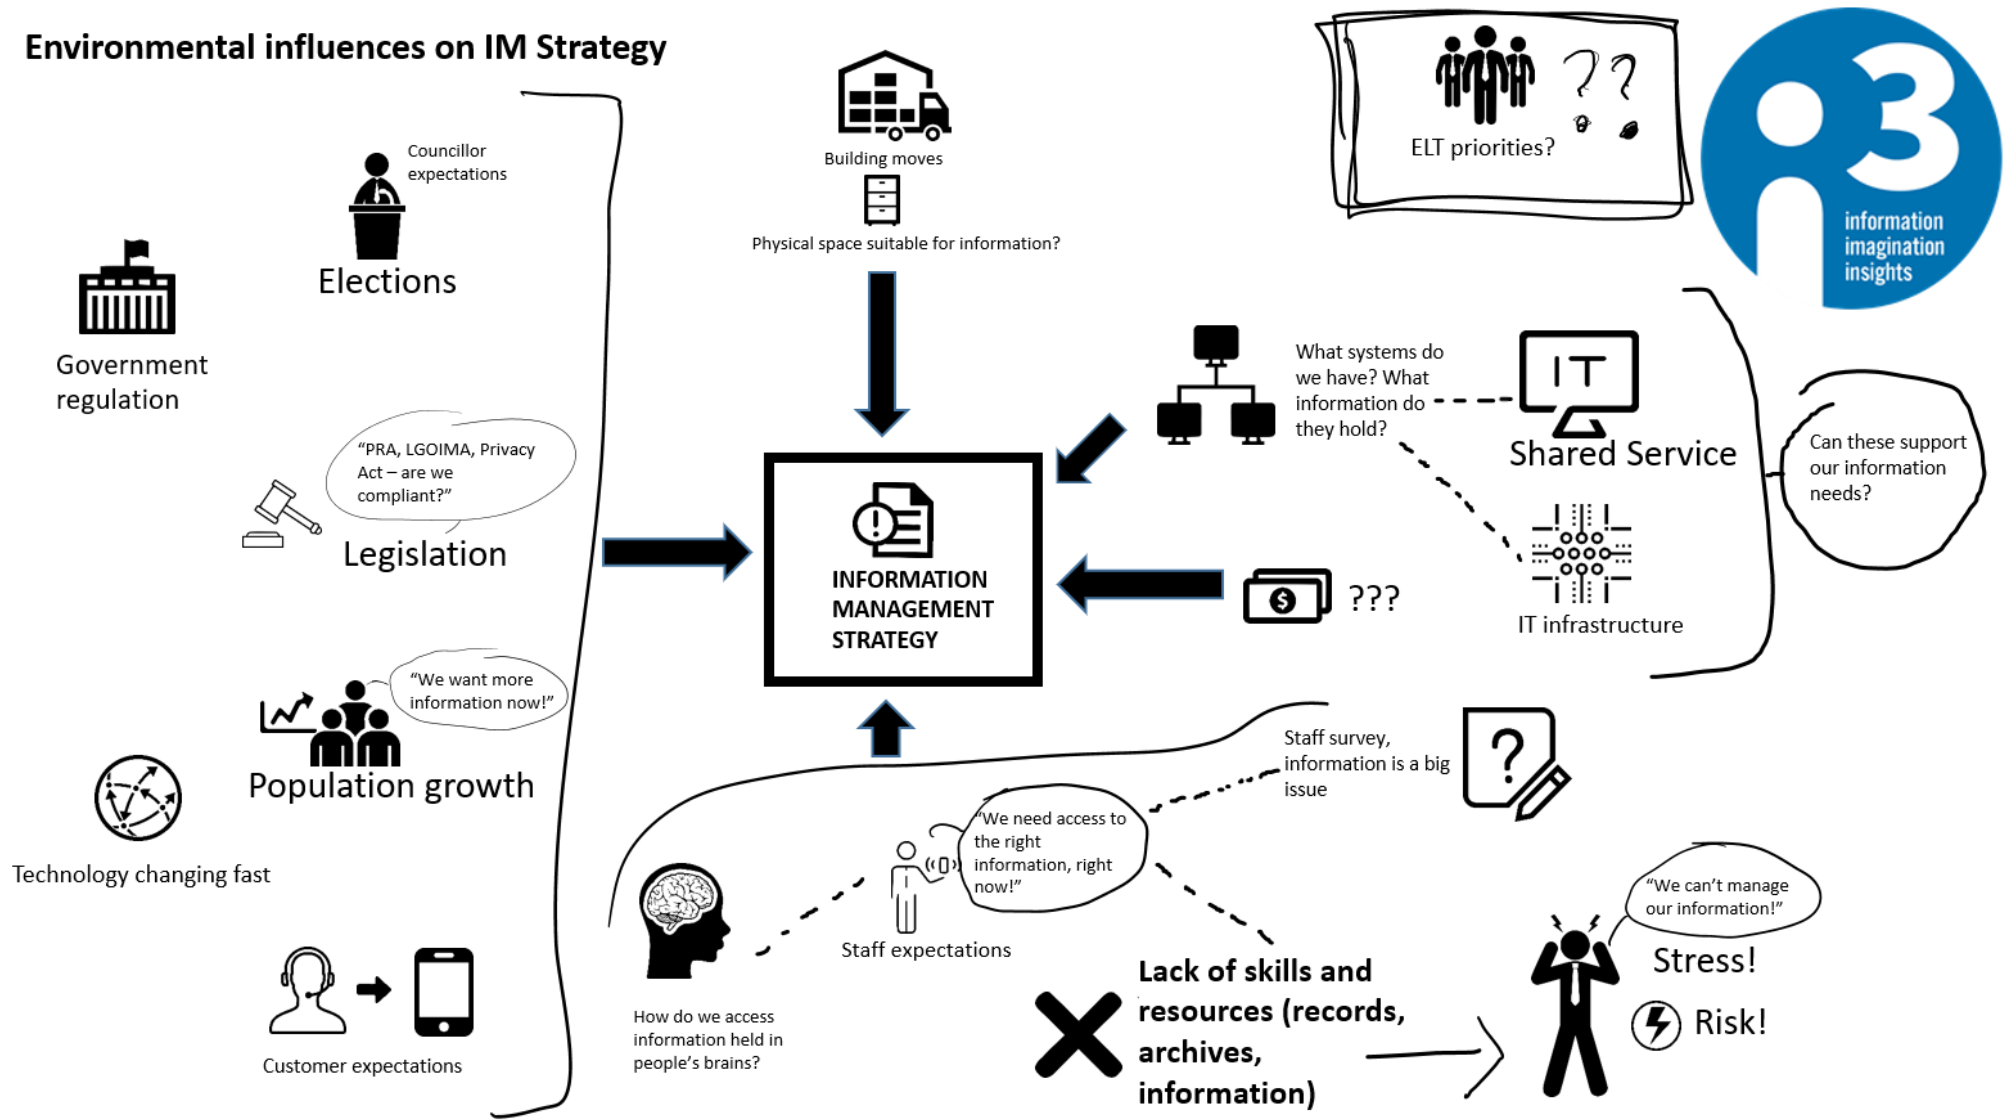 Environmental influences on IM Strategy
Councillor
expectations
Elections
Government
regulation
“PRA, LGOIMA, Privacy
Act – are we
compliant?”
Legislation
“We want more
information now!”
Population growth
Technology changing fast
Customer expectations
Building moves
Physical space suitable for information?
INFORMATION
MANAGEMENT
STRATEGY
ELT priorities?
??
i3
information
imagination
insights
What systems do
we have? What
information do
they hold?
IT
Shared Service
IT infrastructure
Can these support
our information
needs?
$
???
Staff survey,
information is a big
issue
?
“We need access to
the right
information, right
now!”
Staff expectations
How do we access
information held in
people’s brains?
Lack of skills and
resources (records,
archives,
information)
“We can’t manage
our information!”
Stress!
Risk!